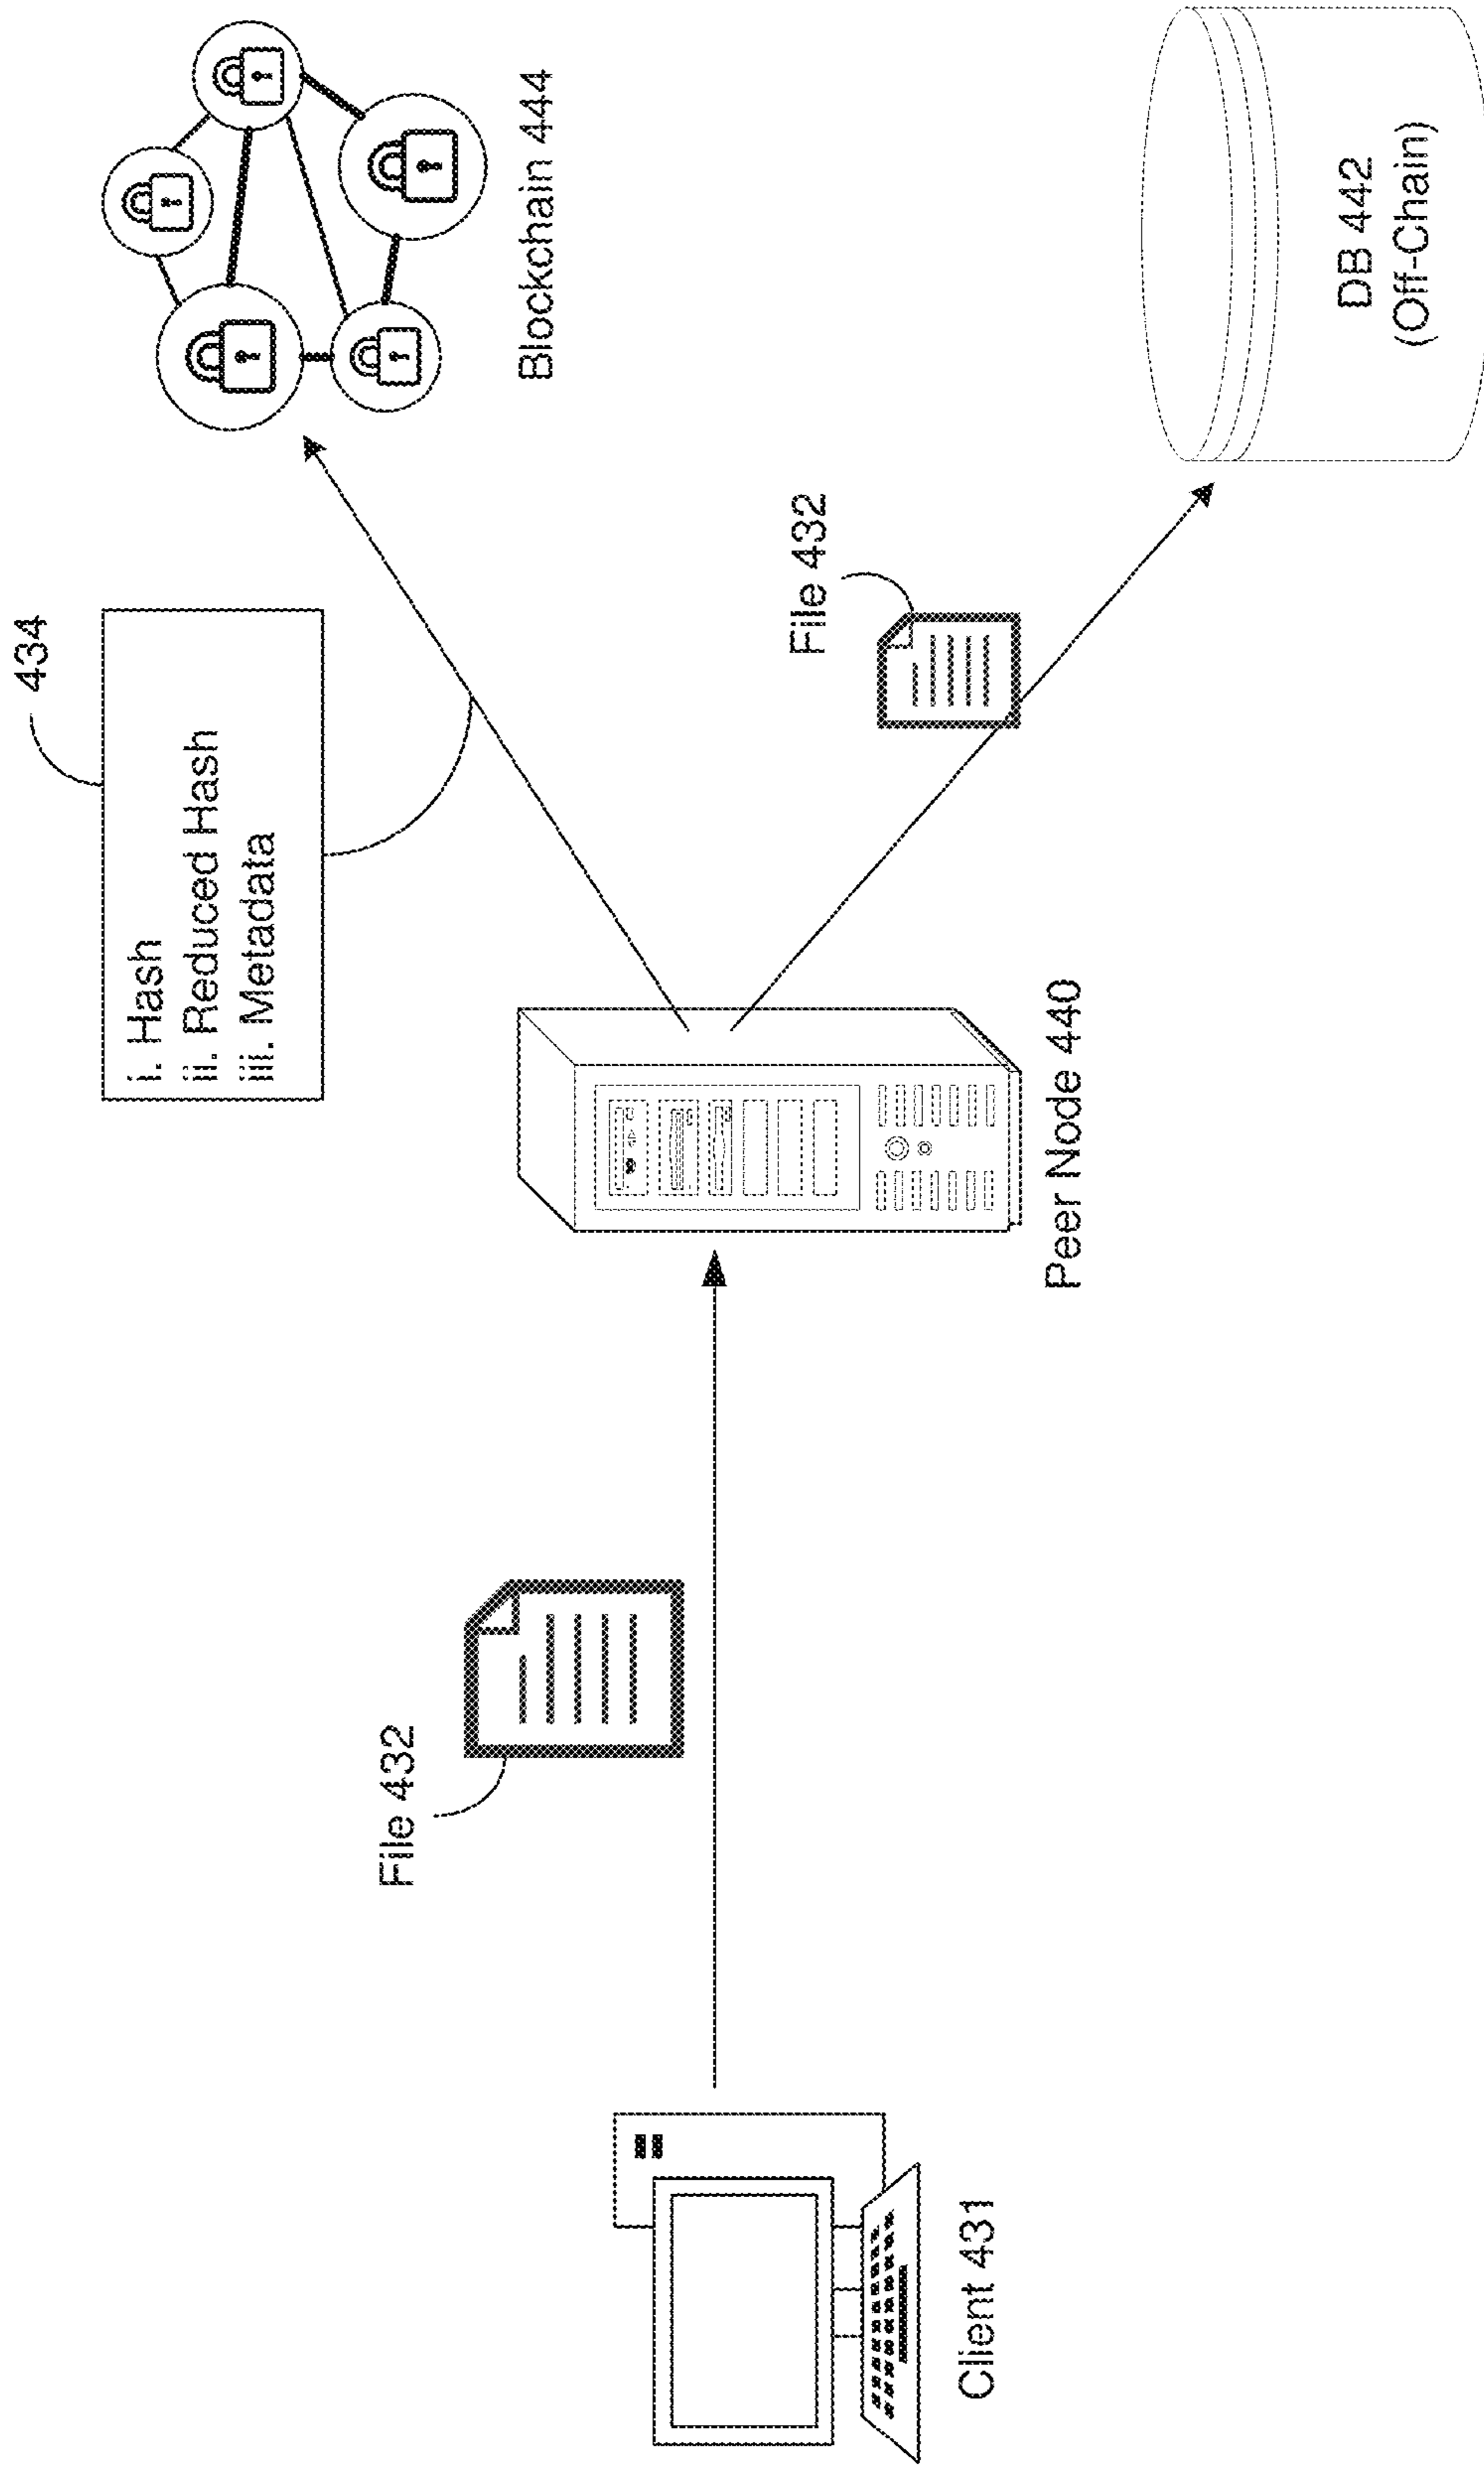 434
i. Hash
ii. Reduced Hash
iii. Metadata
Blockchain 444
File 432
File 432
Client 431
Peer Node 440
DB 442
(Off-Chain)